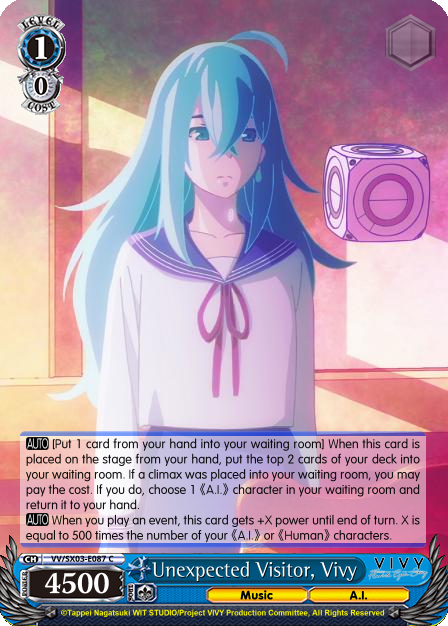 LEVEL
1
0
COST
AUTO [Put 1 card from your hand into your waiting room] When this card is
placed on the stage from your hand, put the top 2 cards of your deck into
your waiting room. If a climax was placed into your waiting room, you may
pay the cost. If you do, choose 1 《A.I.》 character in your waiting room and
return it to your hand.
AUTO When you play an event, this card gets +X power until end of turn. X is
equal to 500 times the number of your 《A.I.》 or 《Human》 characters.
CH VV/SX03-E087 C
POWER 4500 SOUL Unexpected Visitor, Vivy
VIVY
Music A.I.
©Tappei Nagatsuki WIT STUDIO/Project VIVY Production Committee, All Rights Reserved